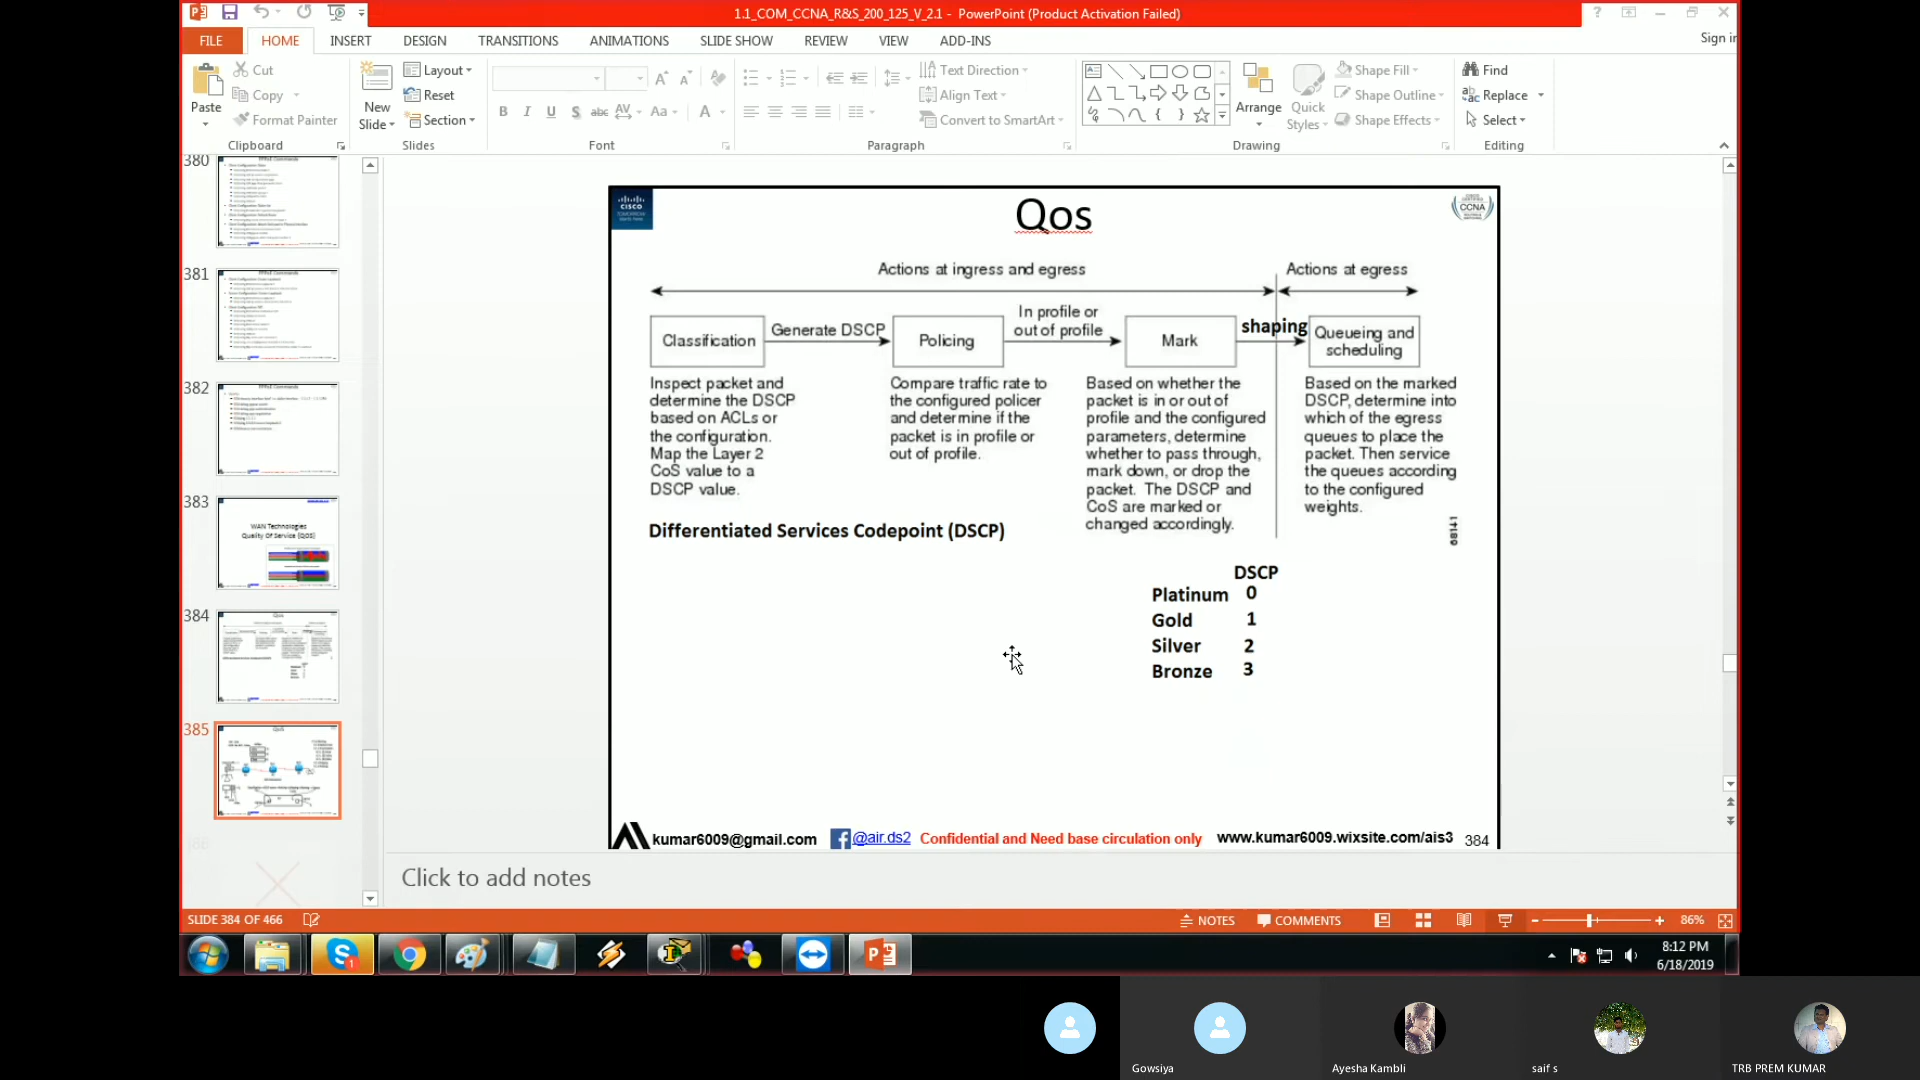 1.1_COM_CCNA_R&S_200_125_V_2.1 - PowerPoint (Product Activation Failed)
FILE HOME INSERT DESIGN TRANSITIONS ANIMATIONS SLIDE SHOW REVIEW VIEW ADD-INS
Sign in
Paste
Cut
Copy
Format Painter
Clipboard
New Slide
Layout
Reset
Section
Slides
Font
Text Direction
Align Text
Convert to SmartArt
Paragraph
Arrange
Quick Styles
Shape Fill
Shape Outline
Shape Effects
Drawing
Find
Replace
Select
Editing
380
381
382
383
WAN Technologies
Quality Of Service (QOS)
384
385
CISCO
CCNA
Qos
Actions at ingress and egress
Actions at egress
Classification
Generate DSCP
Policing
In profile or
out of profile
Mark
shaping
Queueing and
scheduling
Inspect packet and
determine the DSCP
based on ACLs or
the configuration.
Map the Layer 2
CoS value to a
DSCP value.
Compare traffic rate to
the configured policer
and determine if the
packet is in profile or
out of profile.
Based on whether the
packet is in or out of
profile and the configured
parameters, determine
whether to pass through,
mark down, or drop the
packet. The DSCP and
CoS are marked or
changed accordingly.
Based on the marked
DSCP, determine into
which of the egress
queues to place the
packet. Then service
the queues according
to the configured
weights.
Differentiated Services Codepoint (DSCP)
DSCP
Platinum 0
Gold 1
Silver 2
Bronze 3
kumar6009@gmail.com @air.ds2 Confidential and Need base circulation only www.kumar6009.wixsite.com/ais3 384
Click to add notes
SLIDE 384 OF 466
NOTES COMMENTS 86%
8:12 PM
6/18/2019
Gowsiya
Ayesha Kambli
saif s
TRB PREM KUMAR